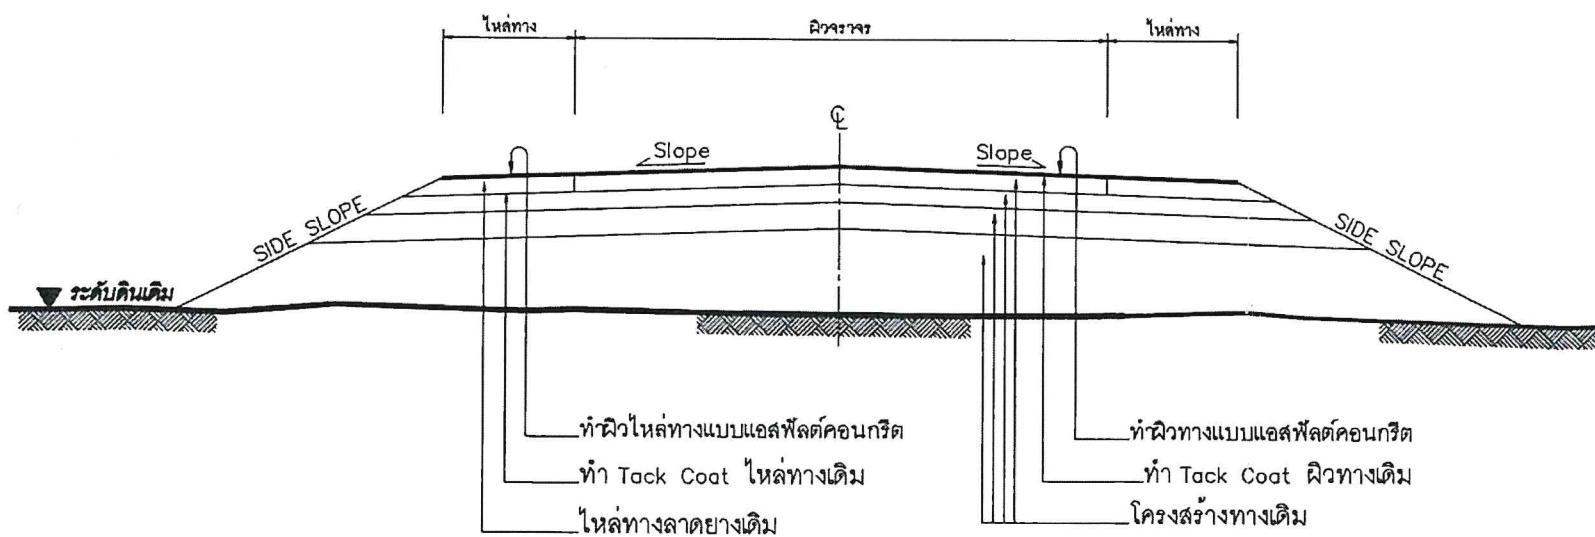 ไหล่ทาง
ผิวจราจร
ไหล่ทาง
℄
Slope
Slope
SIDE SLOPE
SIDE SLOPE
ระดับดินเดิม
ทำผิวไหล่ทางแบบแอสฟัลต์คอนกรีต
ทำผิวทางแบบแอสฟัลต์คอนกรีต
ทำ Tack Coat ไหล่ทางเดิม
ทำ Tack Coat ผิวทางเดิม
ไหล่ทางลาดยางเดิม
โครงสร้างทางเดิม